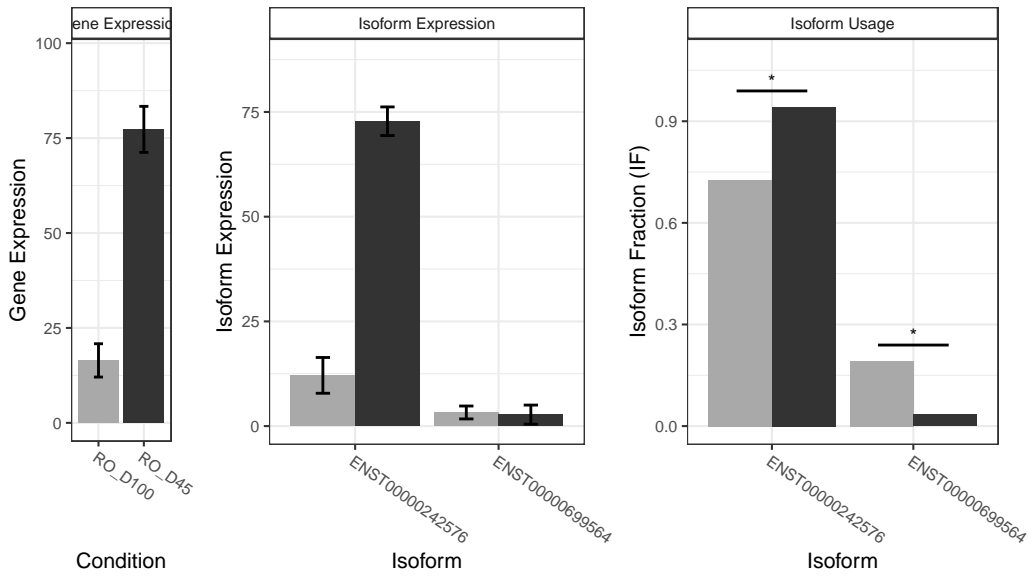 ene Expressio
Gene Expression
100
75
50
25
0
RO_D100
RO_D45
Condition
Isoform Expression
Isoform Expression
75
50
25
0
ENST00000242576
ENST00000699564
Isoform
Isoform Usage
Isoform Fraction (IF)
0.9
0.6
0.3
0.0
*
*
ENST00000242576
ENST00000699564
Isoform